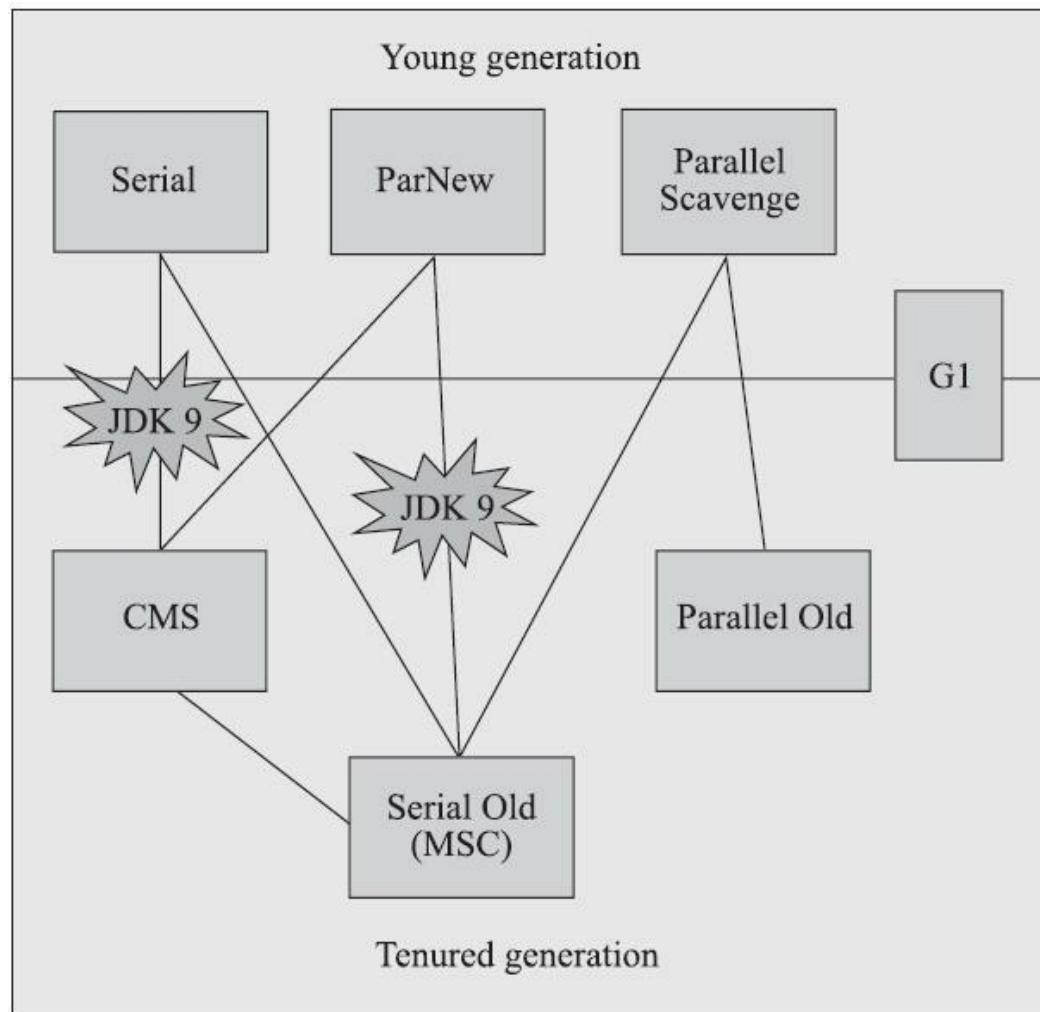 Young generation
Serial
ParNew
Parallel
Scavenge
G1
JDK 9
JDK 9
CMS
Parallel Old
Serial Old
(MSC)
Tenured generation